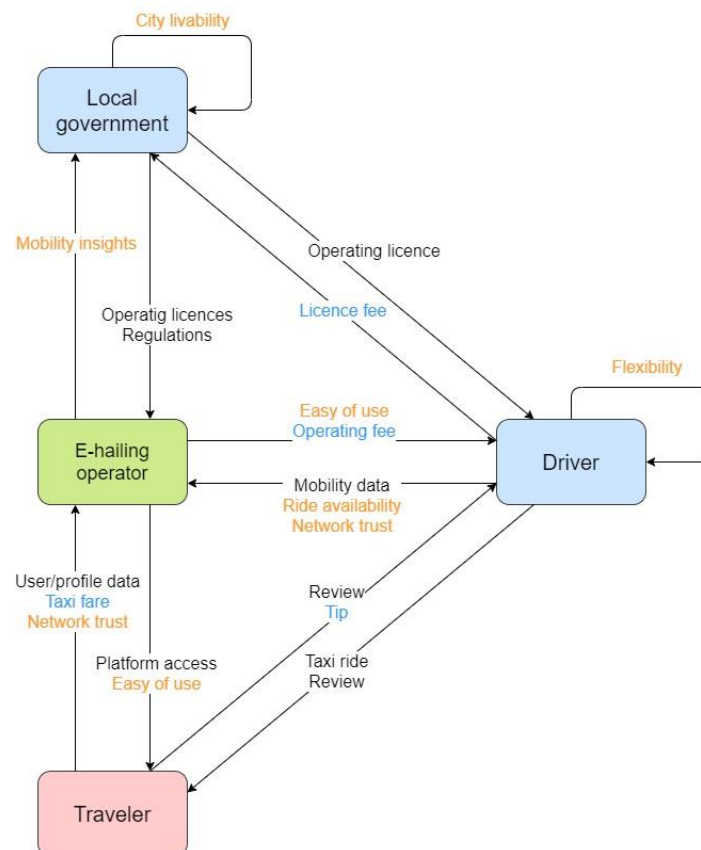 City livability
Local
government
Operating licence
Mobility insights
Licence fee
Operatig licences
Regulations
Flexibility
Easy of use
Operating fee
E-hailing
operator
Driver
Mobility data
Ride availability
Network trust
User/profile data
Taxi fare
Network trust
Review
Tip
Platform access
Easy of use
Taxi ride
Review
Traveler